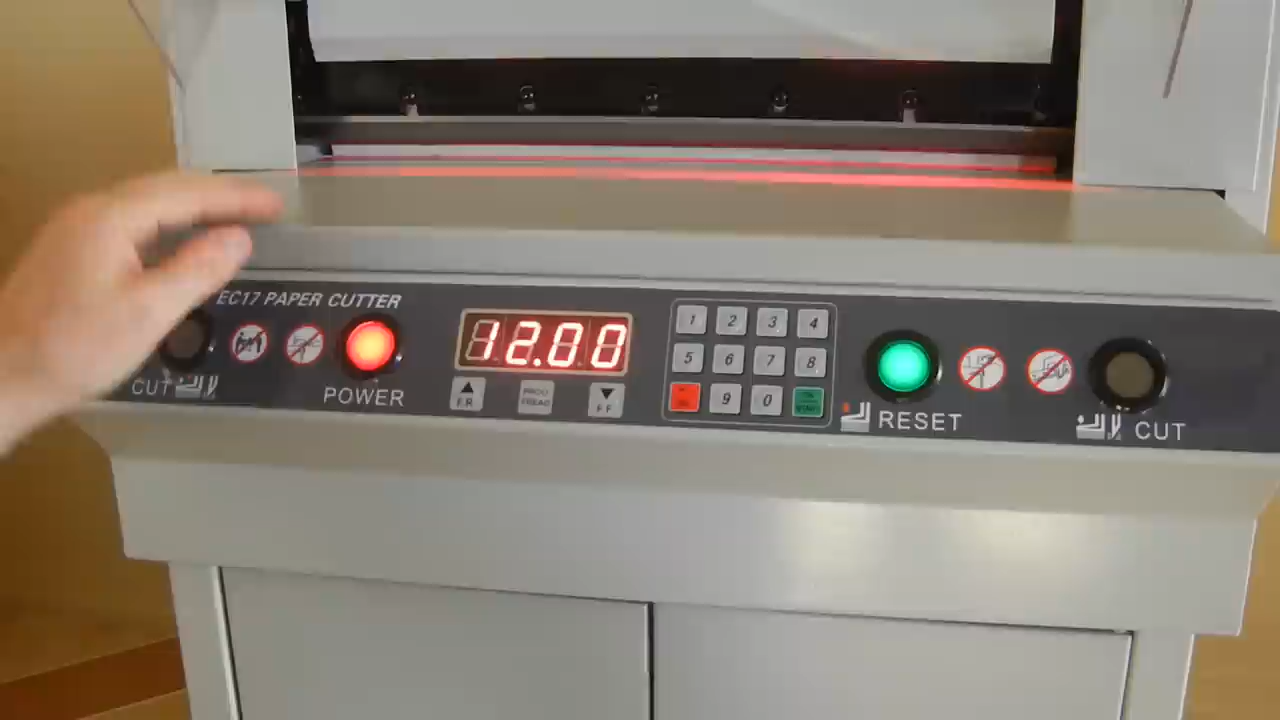 EC17 PAPER CUTTER
12.00
1 2 3 4
5 6 7 8
9 0
F.R
PROG
F.F
CUT
POWER
RESET
CUT